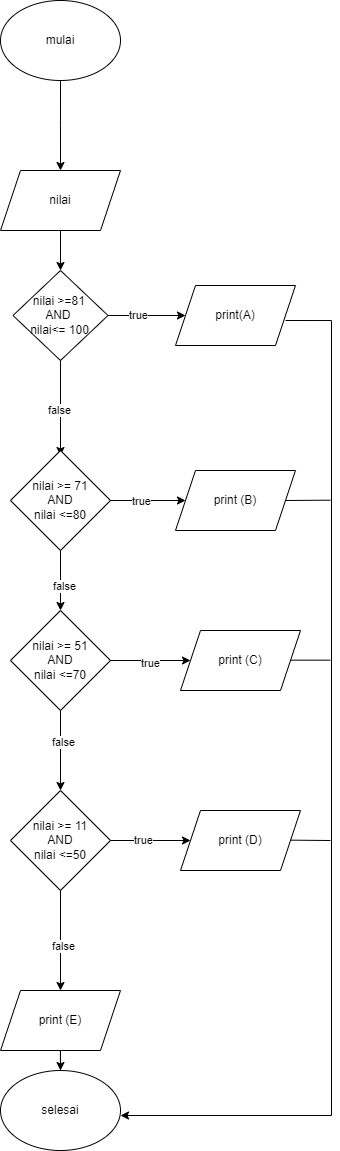 mulai
nilai
nilai >=81
AND
nilai<= 100
true
print(A)
false
nilai >= 71
AND
nilai <=80
true
print (B)
false
nilai >= 51
AND
nilai <=70
true
print (C)
false
nilai >= 11
AND
nilai <=50
true
print (D)
false
print (E)
selesai